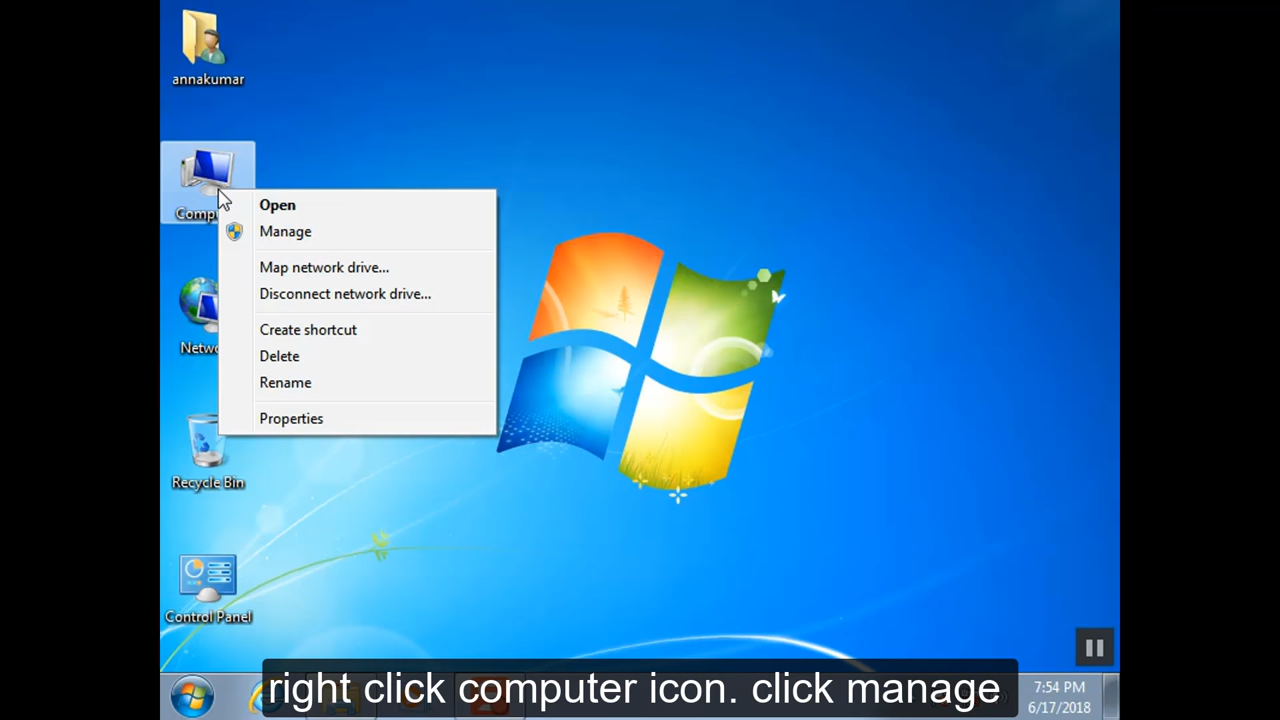 annakumar
Open
Manage
Map network drive...
Disconnect network drive...
Create shortcut
Delete
Rename
Properties
Recycle Bin
Control Panel
right click computer icon. click manage
7:54 PM
6/17/2018